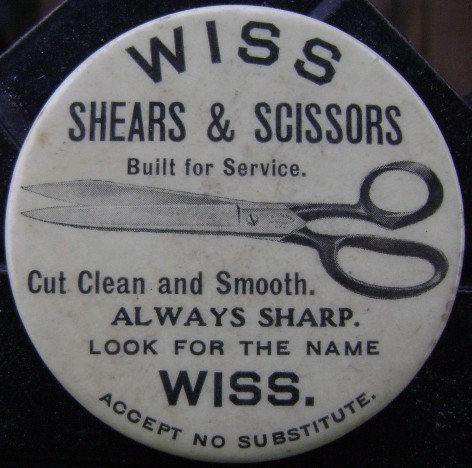 WISS
SHEARS & SCISSORS
Built for Service.
Cut Clean and Smooth.
ALWAYS SHARP.
LOOK FOR THE NAME
WISS.
ACCEPT NO SUBSTITUTE.